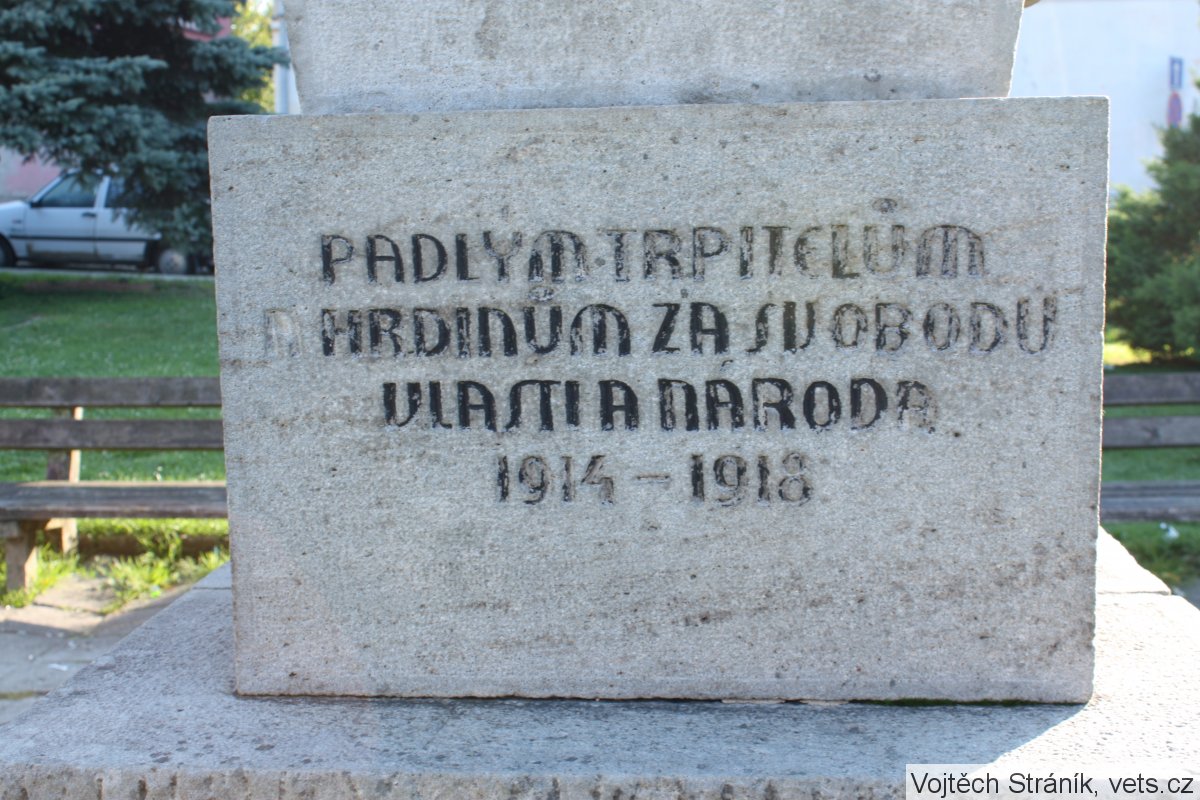 PADLÝM TRPITELŮM
A HRDINŮM ZA SVOBODU
VLASTI A NÁRODA
1914 – 1918
Vojtěch Stráník, vets.cz